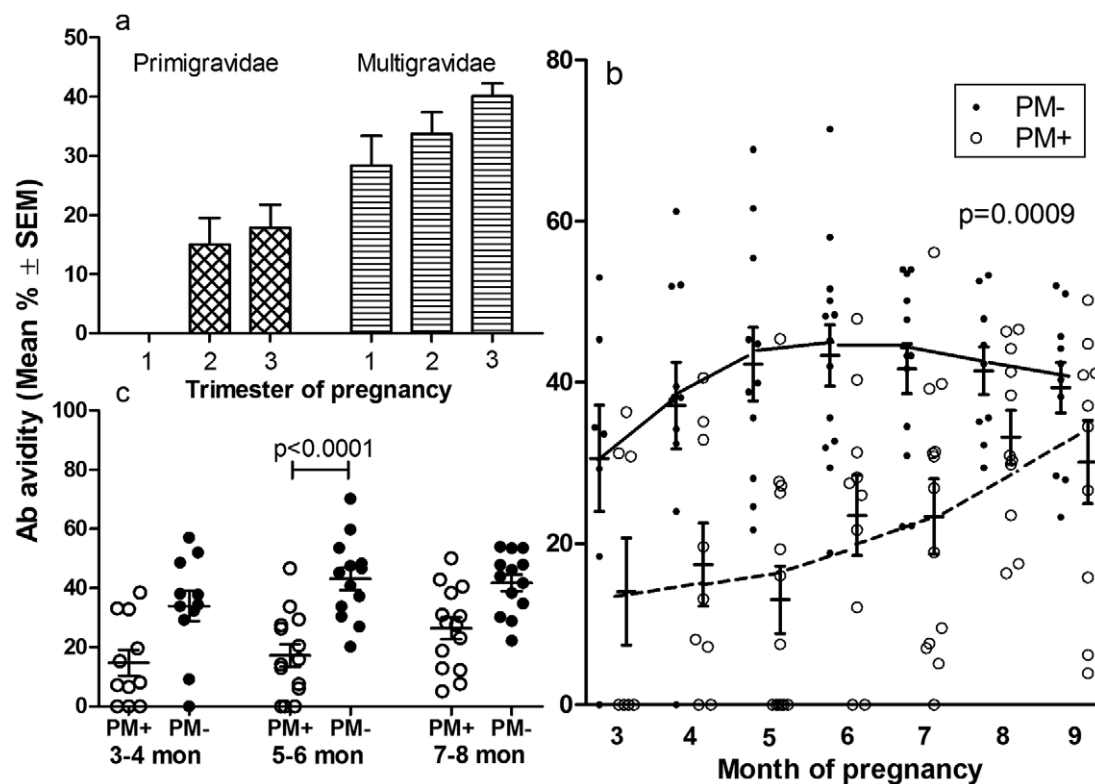 Ab avidity (Mean % ± SEM)
a
50
40
30
20
10
0
Primigravidae
Multigravidae
1 2 3 1 2 3
Trimester of pregnancy
c
100
80
60
40
20
0
p<0.0001
PM+ PM- PM+ PM- PM+ PM-
3-4 mon 5-6 mon 7-8 mon
b
80
60
40
20
0
PM-
PM+
p=0.0009
3 4 5 6 7 8 9
Month of pregnancy